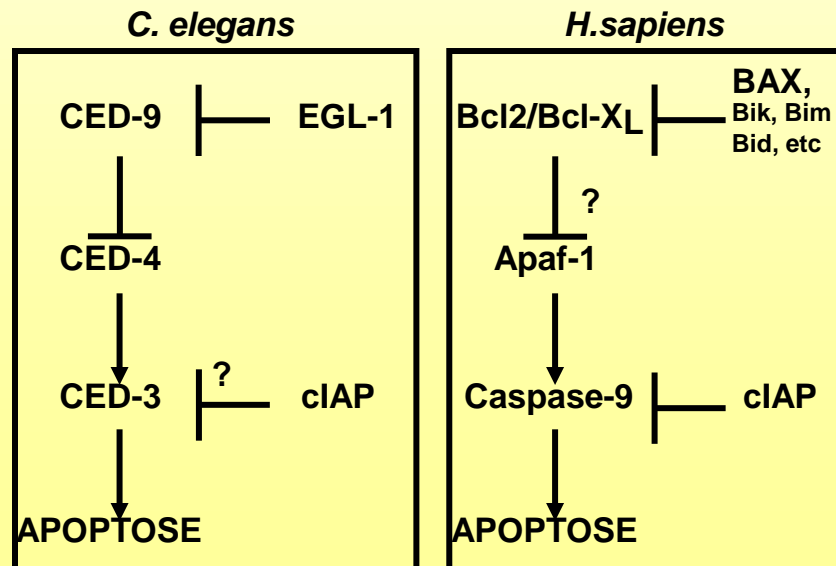 C. elegans
CED-9
EGL-1
CED-4
?
CED-3
cIAP
APOPTOSE
H.sapiens
Bcl2/Bcl-XL
BAX,
Bik, Bim
Bid, etc
?
Apaf-1
Caspase-9
cIAP
APOPTOSE